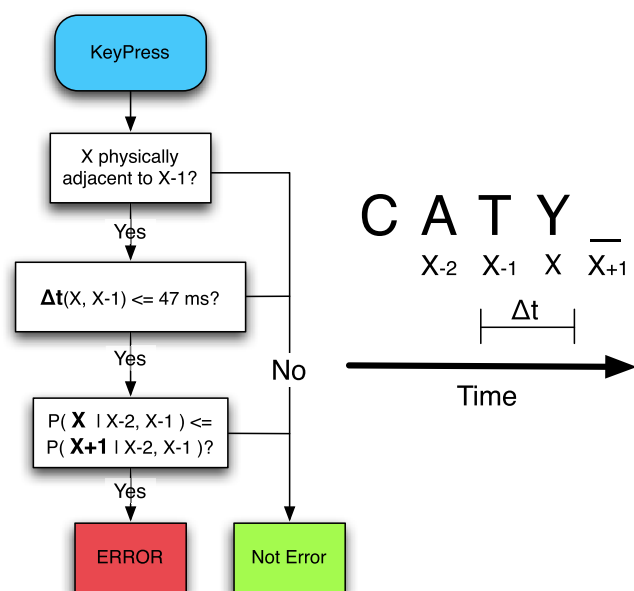 KeyPress
X physically
adjacent to X-1?
Yes
Δt(X, X-1) <= 47 ms?
Yes
P( X | X-2, X-1 ) <=
P( X+1 | X-2, X-1 )?
Yes
ERROR
No
Not Error
C A T Y _
X-2 X-1 X X+1
Δt
Time